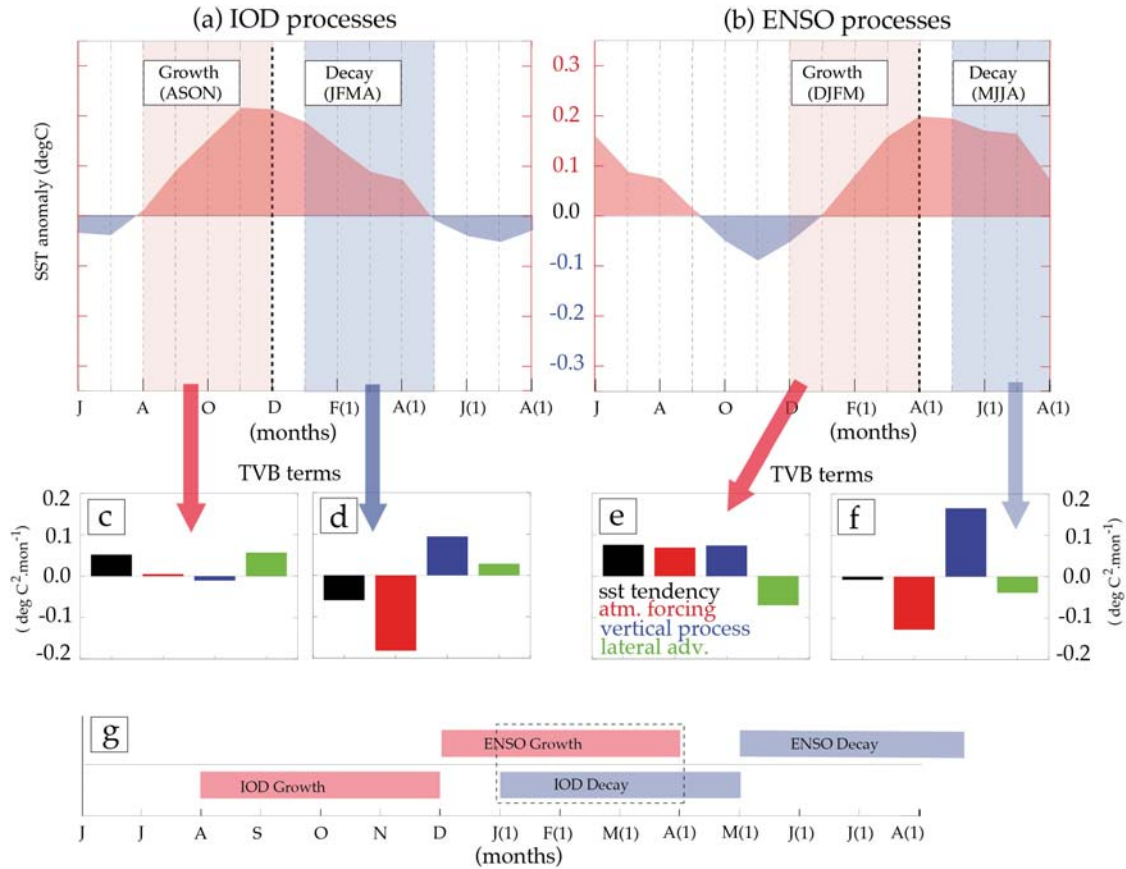 (a) IOD processes
(b) ENSO processes
SST anomaly (degC)
Growth
(ASON)
Decay
(JFMA)
0.3
0.2
0.1
0.0
-0.1
-0.2
-0.3
Growth
(DJFM)
Decay
(MJJA)
J A O D F(1) A(1) J(1) A(1)
(months)
J A O D F(1) A(1) J(1) A(1)
(months)
TVB terms
TVB terms
( deg C².mon⁻¹)
0.2
0.1
0.0
-0.1
-0.2
c
d
e
sst tendency
atm. forcing
vertical process
lateral adv.
f
0.2
0.1
0.0
-0.1
-0.2
( deg C².mon⁻¹)
g
ENSO Growth
ENSO Decay
IOD Growth
IOD Decay
J J A S O N D J(1) F(1) M(1) A(1) M(1) J(1) J(1) A(1)
(months)